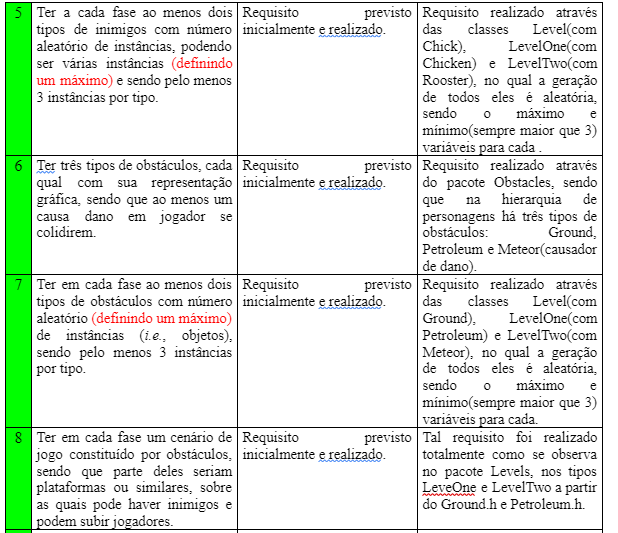 5
Ter a cada fase ao menos dois
tipos de inimigos com número
aleatório de instâncias, podendo
ser várias instâncias (definindo
um máximo) e sendo pelo menos
3 instâncias por tipo.
Requisito previsto
inicialmente e realizado.
Requisito realizado através
das classes Level(com
Chick), LevelOne(com
Chicken) e LevelTwo(com
Rooster), no qual a geração
de todos eles é aleatória,
sendo o máximo e
mínimo(sempre maior que 3)
variáveis para cada .
6
Ter três tipos de obstáculos, cada
qual com sua representação
gráfica, sendo que ao menos um
causa dano em jogador se
colidirem.
Requisito previsto
inicialmente e realizado.
Requisito realizado através
do pacote Obstacles, sendo
que na hierarquia de
personagens há três tipos de
obstáculos: Ground,
Petroleum e Meteor(causador
de dano).
7
Ter em cada fase ao menos dois
tipos de obstáculos com número
aleatório (definindo um máximo)
de instâncias (i.e., objetos),
sendo pelo menos 3 instâncias
por tipo.
Requisito previsto
inicialmente e realizado.
Requisito realizado através
das classes Level(com
Ground), LevelOne(com
Petroleum) e LevelTwo(com
Meteor), no qual a geração
de todos eles é aleatória,
sendo o máximo e
mínimo(sempre maior que 3)
variáveis para cada.
8
Ter em cada fase um cenário de
jogo constituído por obstáculos,
sendo que parte deles seriam
plataformas ou similares, sobre
as quais pode haver inimigos e
podem subir jogadores.
Requisito previsto
inicialmente e realizado.
Tal requisito foi realizado
totalmente como se observa
no pacote Levels, nos tipos
LeveOne e LevelTwo a partir
do Ground.h e Petroleum.h.